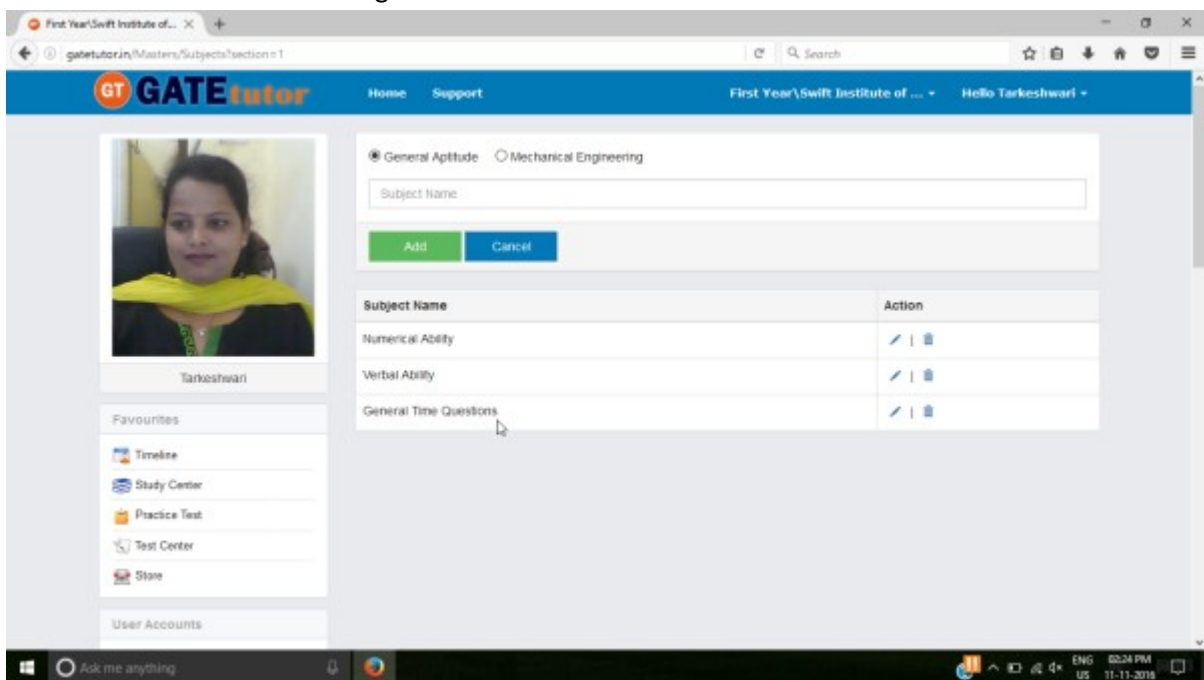 First Year\Swift Institute of...
gatetutor.in/Masters/Subjects?section=1
Search
GT GATEtutor
Home Support First Year\Swift Institute of .... Hello Tarkeshwari
General Aptitude Mechanical Engineering
Subject Name
Add Cancel
Subject Name Action
Numerical Ability
Verbal Ability
General Time Questions
Tarkeshwari
Favourites
Timeline
Study Center
Practice Test
Test Center
Store
User Accounts
Ask me anything
ENG 02:24 PM
US 11-11-2016